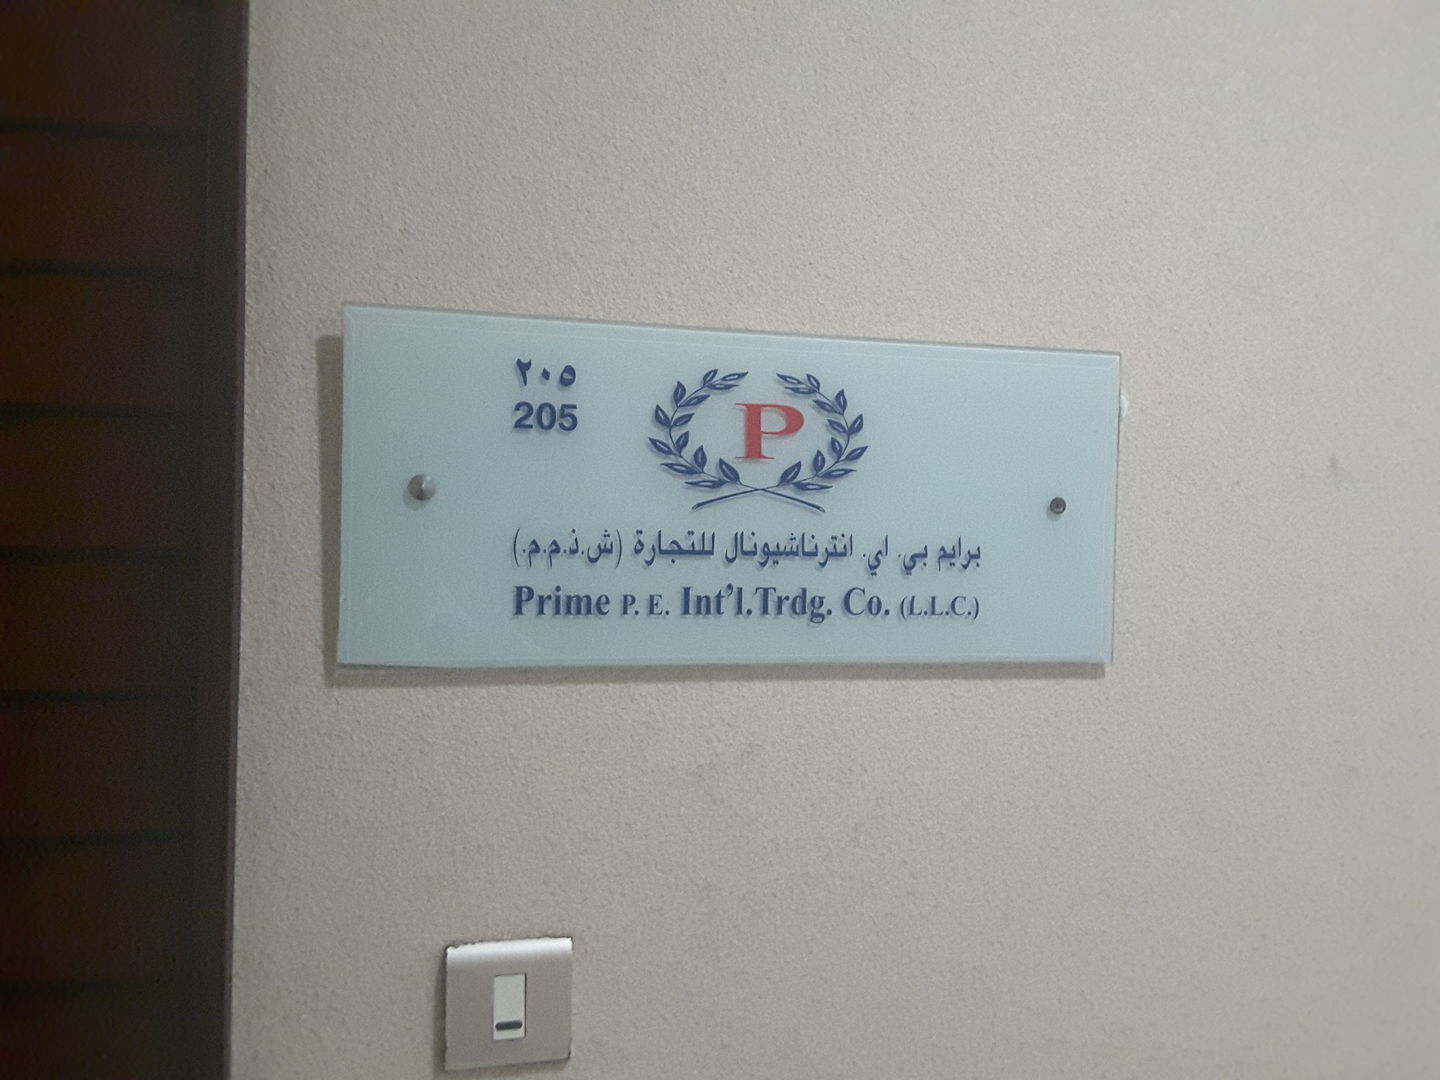 ٢٠٥
205
P
برايم بي. اي. انترناشيونال للتجارة (ش.ذ.م.م.)
Prime P. E. Int'l.Trdg. Co. (L.L.C.)